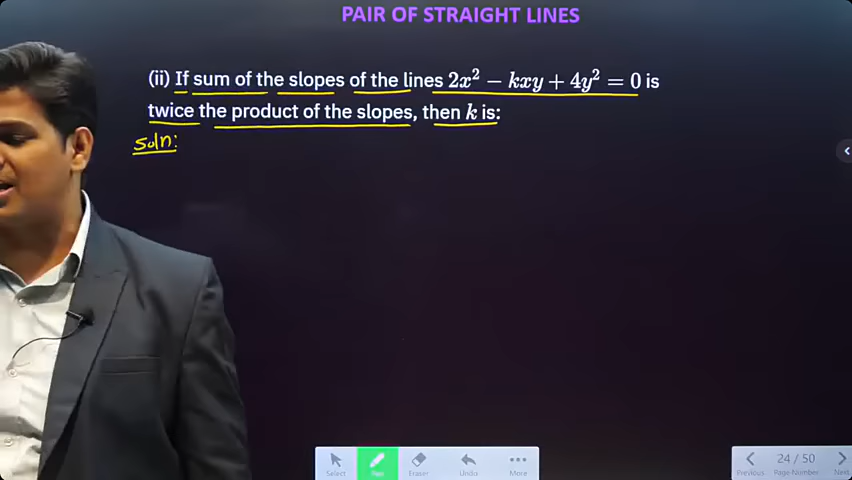 PAIR OF STRAIGHT LINES
(ii) If sum of the slopes of the lines 2x² − kxy + 4y² = 0 is
twice the product of the slopes, then k is:
Soln:
Select
Pen
Eraser
Undo
More
Previous
24 / 50
Page-Number
Next